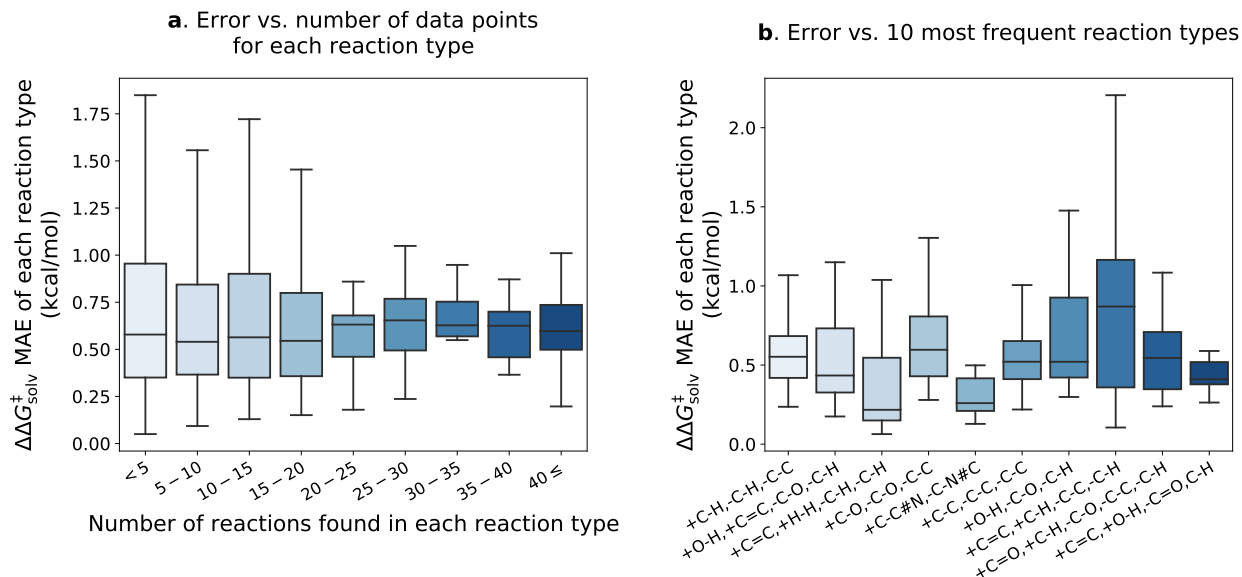 a. Error vs. number of data points
for each reaction type
ΔΔG‡solv MAE of each reaction type
(kcal/mol)
1.75
1.50
1.25
1.00
0.75
0.50
0.25
0.00
< 5
5 − 10
10 − 15
15 − 20
20 − 25
25 − 30
30 − 35
35 − 40
40 ≤
Number of reactions found in each reaction type
b. Error vs. 10 most frequent reaction types
ΔΔG‡solv MAE of each reaction type
(kcal/mol)
2.0
1.5
1.0
0.5
0.0
+C-H,-C-H,-C-C
+O-H,+C=C,-C-O,-C-H
+C=C,+H-H,-C-H,-C-H
+C-O,-C-O,-C-C
+C-C#N,-C-N#C
+C-C,-C-C,-C-C
+O-H,-C-O,-C-H
+C=C,+C-H,-C-C,-C-H
+C=O,+C-H,-C-O,-C-C,-C-H
+C=C,+O-H,-C=O,C-H